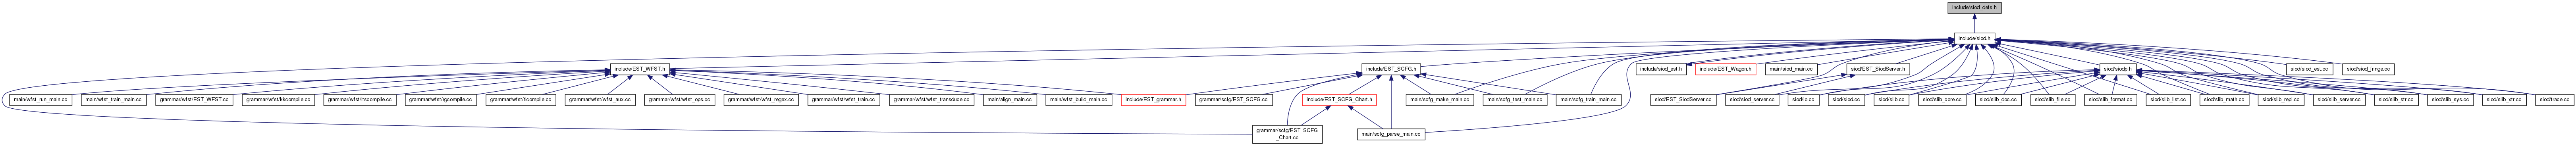 include/siod_defs.h
include/siod.h
include/EST_WFST.h
include/EST_SCFG.h
include/siod_est.h
include/EST_Wagon.h
main/siod_main.cc
siod/EST_SiodServer.h
siod/siodp.h
siod/siod_est.cc
siod/siod_fringe.cc
main/wfst_run_main.cc
main/wfst_train_main.cc
grammar/wfst/EST_WFST.cc
grammar/wfst/kkcompile.cc
grammar/wfst/ltscompile.cc
grammar/wfst/rgcompile.cc
grammar/wfst/tlcompile.cc
grammar/wfst/wfst_aux.cc
grammar/wfst/wfst_ops.cc
grammar/wfst/wfst_regex.cc
grammar/wfst/wfst_train.cc
grammar/wfst/wfst_transduce.cc
main/align_main.cc
main/wfst_build_main.cc
include/EST_grammar.h
grammar/scfg/EST_SCFG.cc
include/EST_SCFG_Chart.h
main/scfg_make_main.cc
main/scfg_test_main.cc
main/scfg_train_main.cc
siod/EST_SiodServer.cc
siod/siod_server.cc
siod/io.cc
siod/siod.cc
siod/slib.cc
siod/slib_core.cc
siod/slib_doc.cc
siod/slib_file.cc
siod/slib_format.cc
siod/slib_list.cc
siod/slib_math.cc
siod/slib_repl.cc
siod/slib_server.cc
siod/slib_str.cc
siod/slib_sys.cc
siod/slib_xtr.cc
siod/trace.cc
grammar/scfg/EST_SCFG
_Chart.cc
main/scfg_parse_main.cc